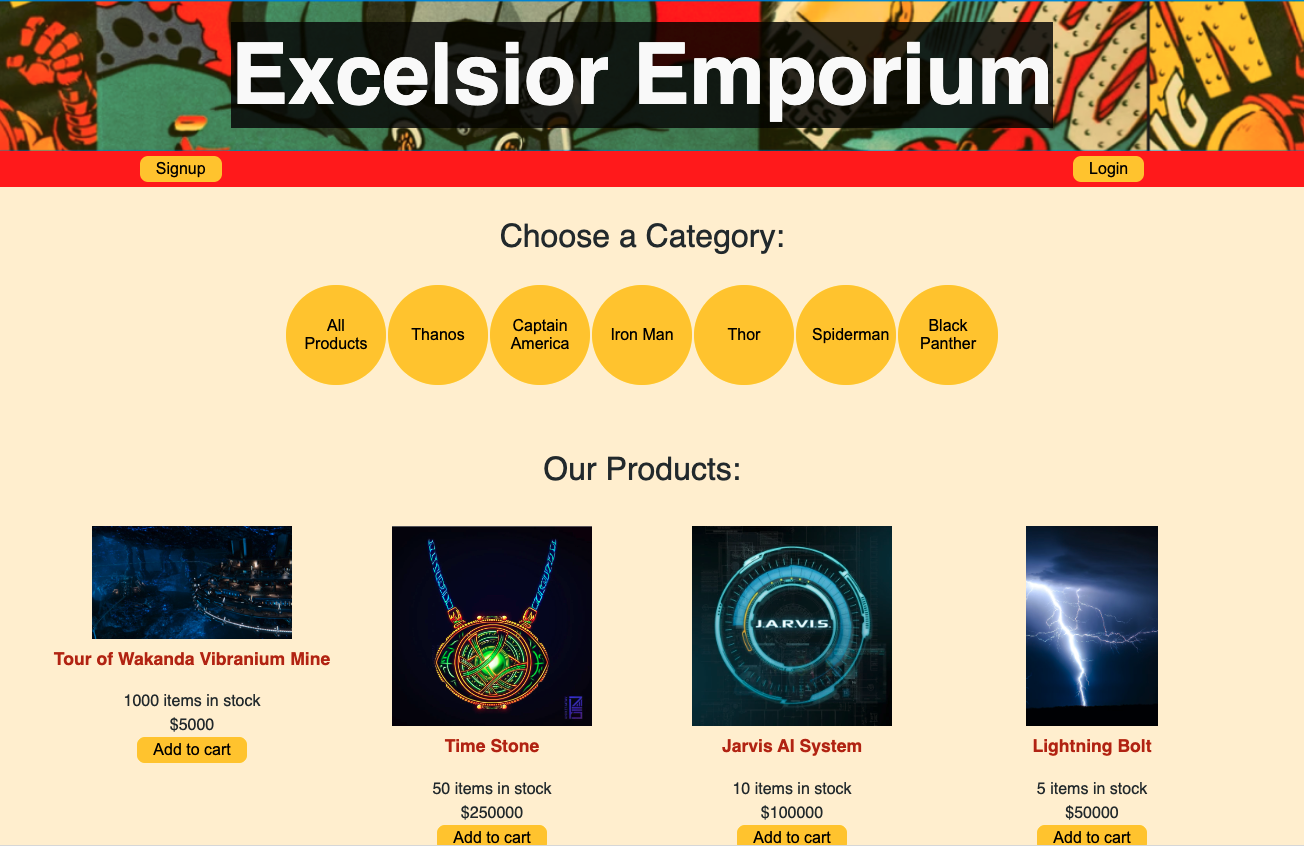 Excelsior Emporium
Signup
Login
Choose a Category:
All
Products
Thanos
Captain
America
Iron Man
Thor
Spiderman
Black
Panther
Our Products:
J.A.R.V.I.S.
Tour of Wakanda Vibranium Mine
1000 items in stock
$5000
Add to cart
Time Stone
50 items in stock
$250000
Add to cart
Jarvis AI System
10 items in stock
$100000
Add to cart
Lightning Bolt
5 items in stock
$50000
Add to cart